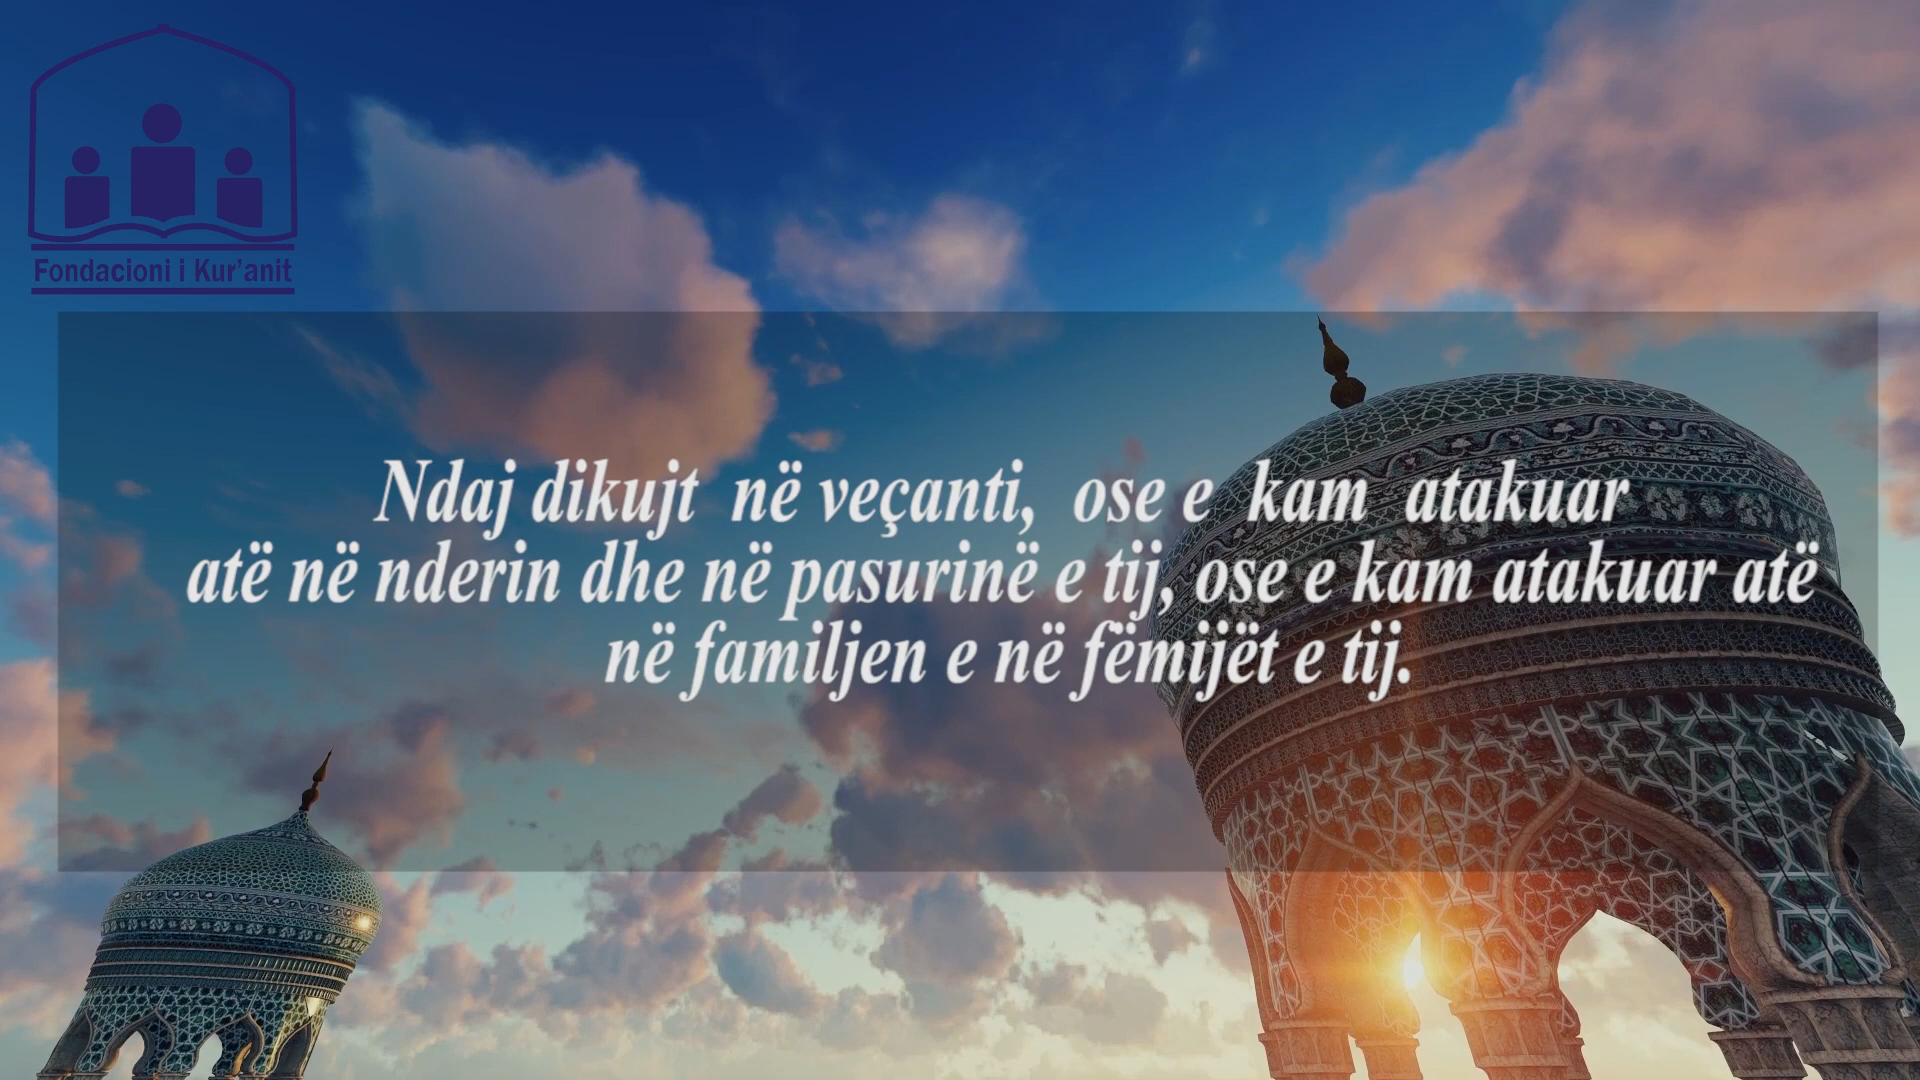 Fondacioni i Kur'anit
Ndaj dikujt në veçanti, ose e kam atakuar
atë në nderin dhe në pasurinë e tij, ose e kam atakuar atë
në familjen e në fëmijët e tij.